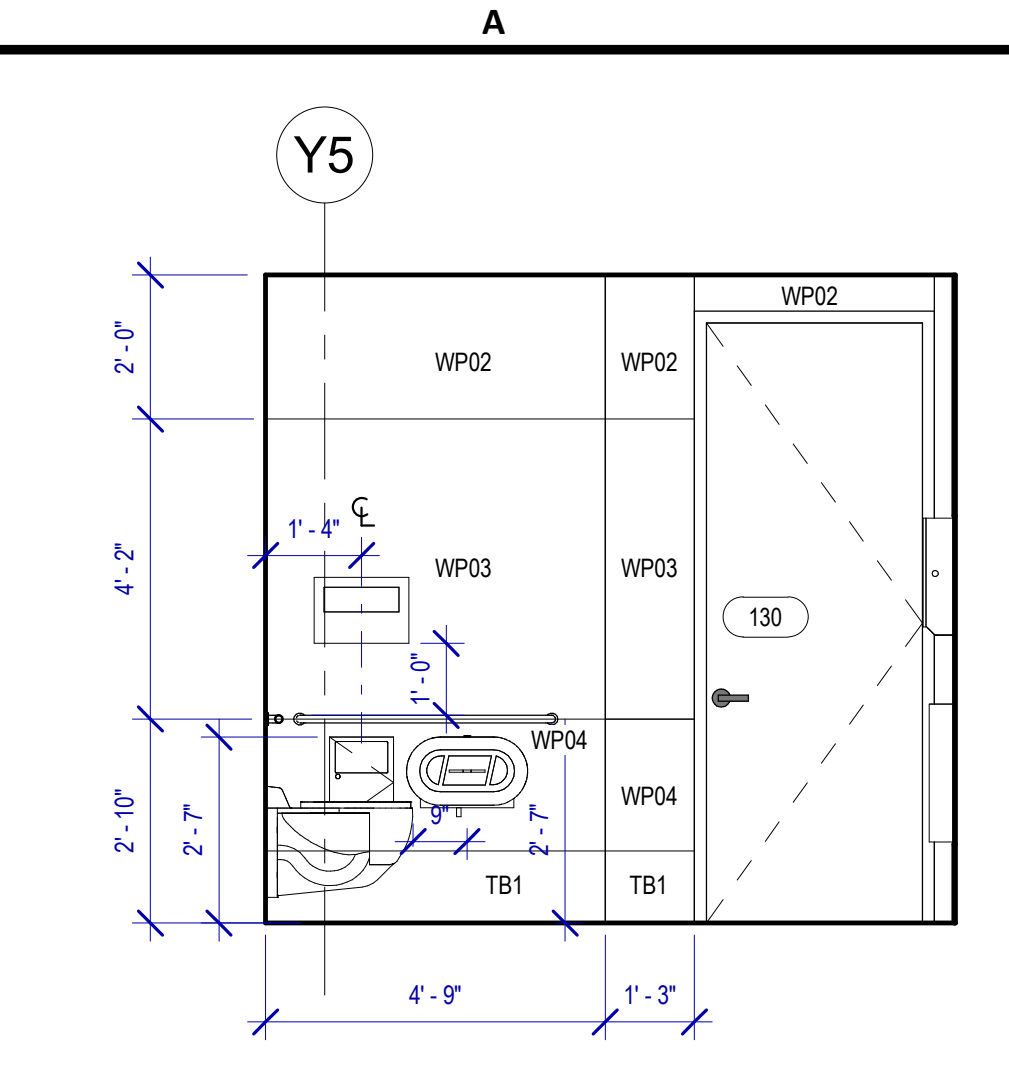 A
Y5
WP02
2' - 0"
WP02
WP02
℄
1' - 4"
4' - 2"
WP03
WP03
130
1' - 0"
WP04
2' - 10"
2' - 7"
9"
2' - 7"
WP04
TB1
TB1
4' - 9"
1' - 3"